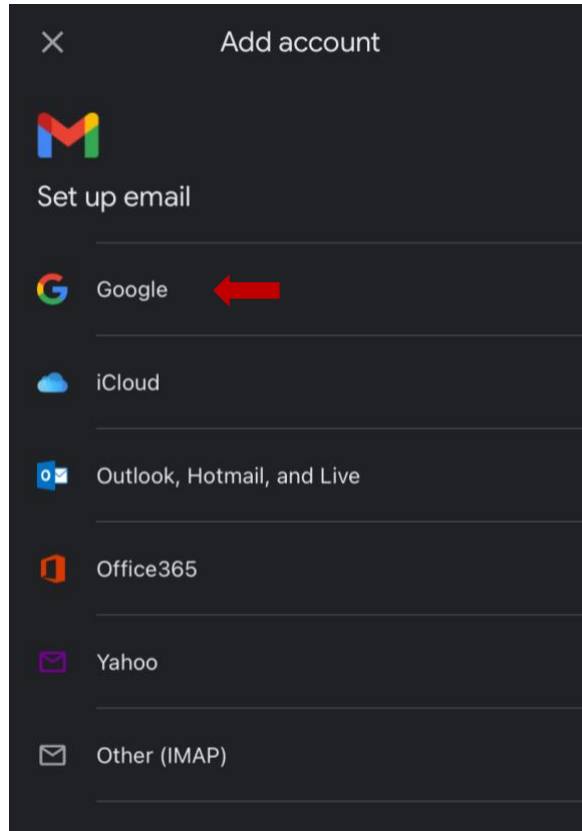 Add account
Set up email
Google
iCloud
Outlook, Hotmail, and Live
Office365
Yahoo
Other (IMAP)